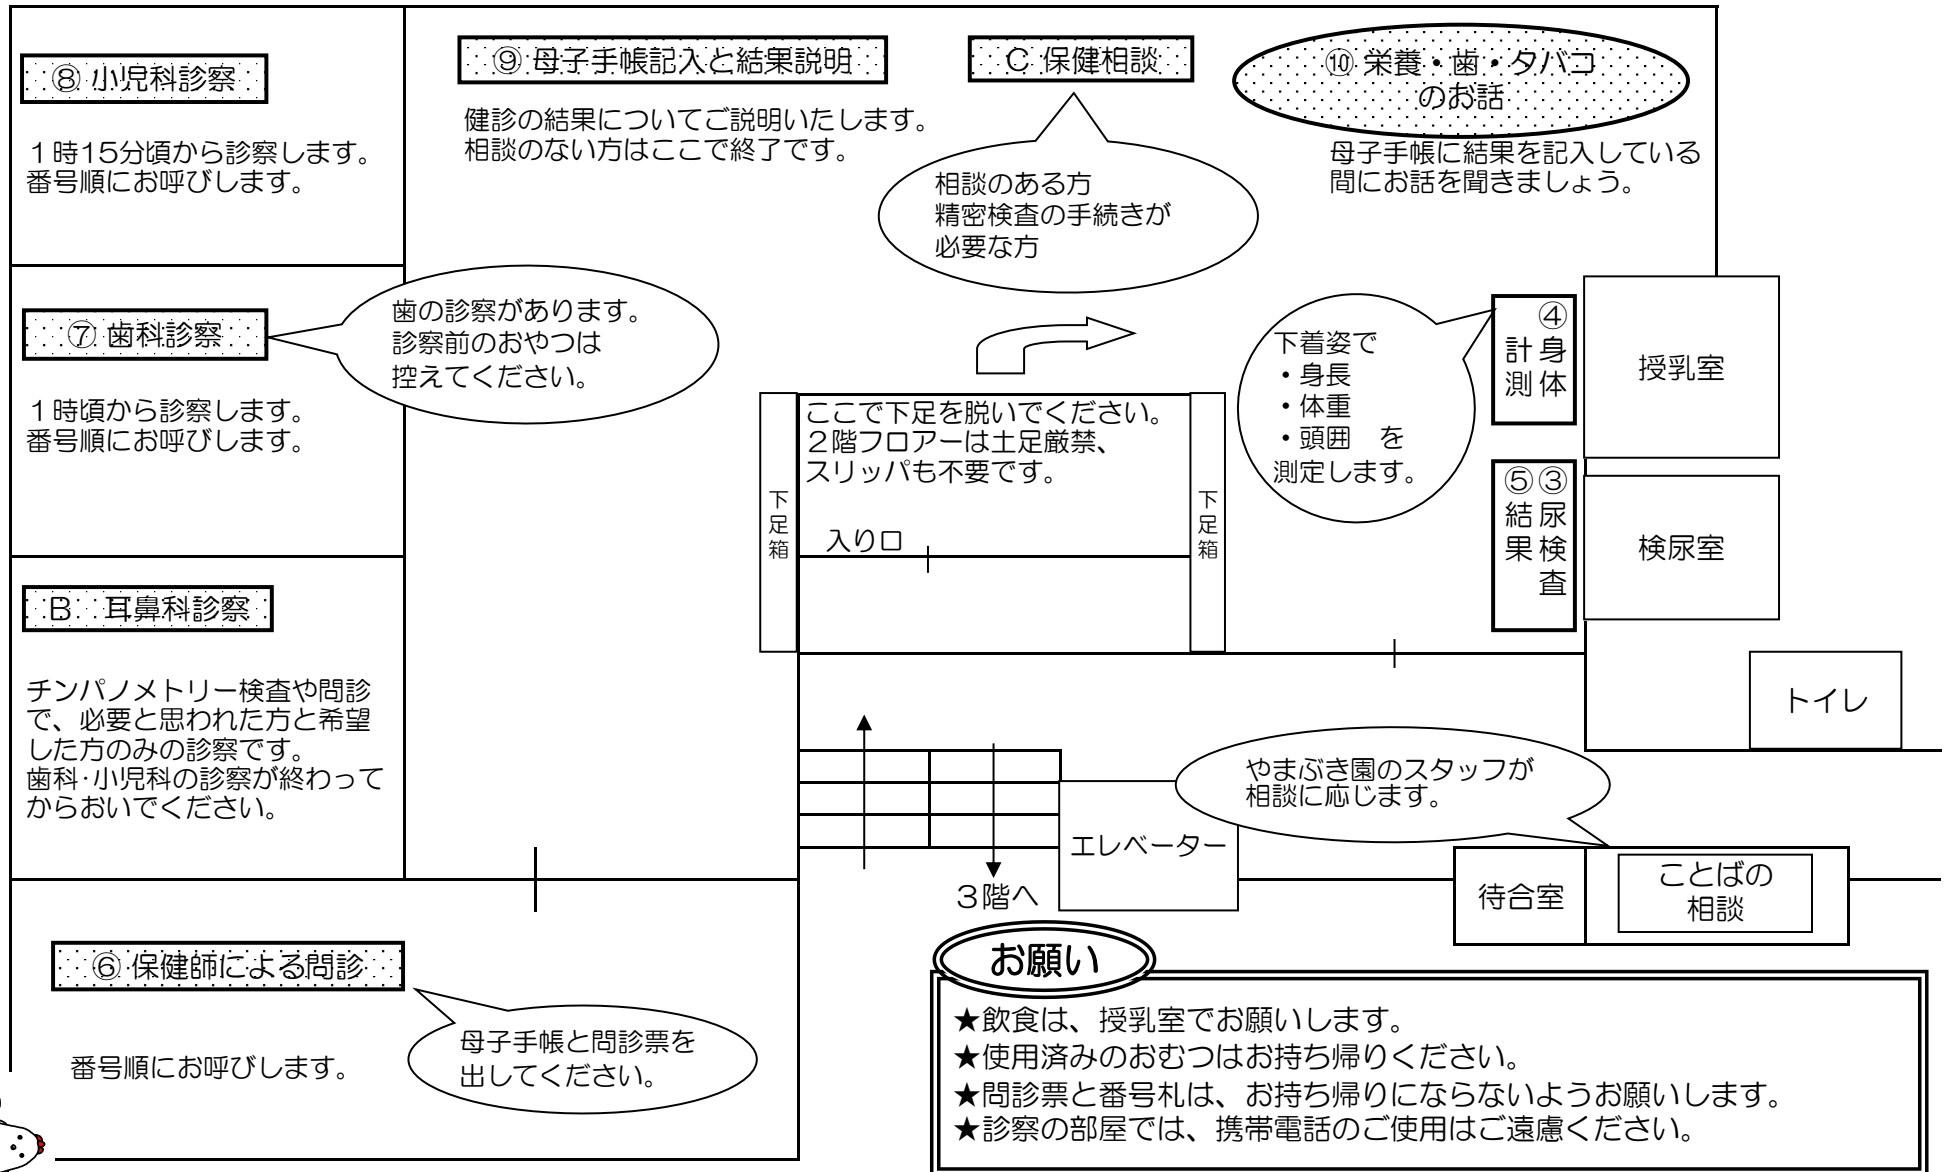 ⑧ 小児科診察
1時15分頃から診察します。
番号順にお呼びします。
⑨ 母子手帳記入と結果説明
健診の結果についてご説明いたします。
相談のない方はここで終了です。
C 保健相談
相談のある方
精密検査の手続きが
必要な方
⑩ 栄養・歯・タバコ
のお話
母子手帳に結果を記入している
間にお話を聞きましょう。
⑦ 歯科診察
歯の診察があります。
診察前のおやつは
控えてください。
1時頃から診察します。
番号順にお呼びします。
下足箱
ここで下足を脱いでください。
2階フロアーは土足厳禁、
スリッパも不要です。
入り口
下足箱
下着姿で
・身長
・体重
・頭囲 を
測定します。
④身体
計測
授乳室
③尿検査
⑤結果
検尿室
B 耳鼻科診察
チンパノメトリー検査や問診
で、必要と思われた方と希望
した方のみの診察です。
歯科・小児科の診察が終わって
からおいでください。
トイレ
やまぶき園のスタッフが
相談に応じます。
エレベーター
3階へ
待合室
ことばの
相談
⑥ 保健師による問診
母子手帳と問診票を
出してください。
番号順にお呼びします。
お願い
★飲食は、授乳室でお願いします。
★使用済みのおむつはお持ち帰りください。
★問診票と番号札は、お持ち帰りにならないようお願いします。
★診察の部屋では、携帯電話のご使用はご遠慮ください。